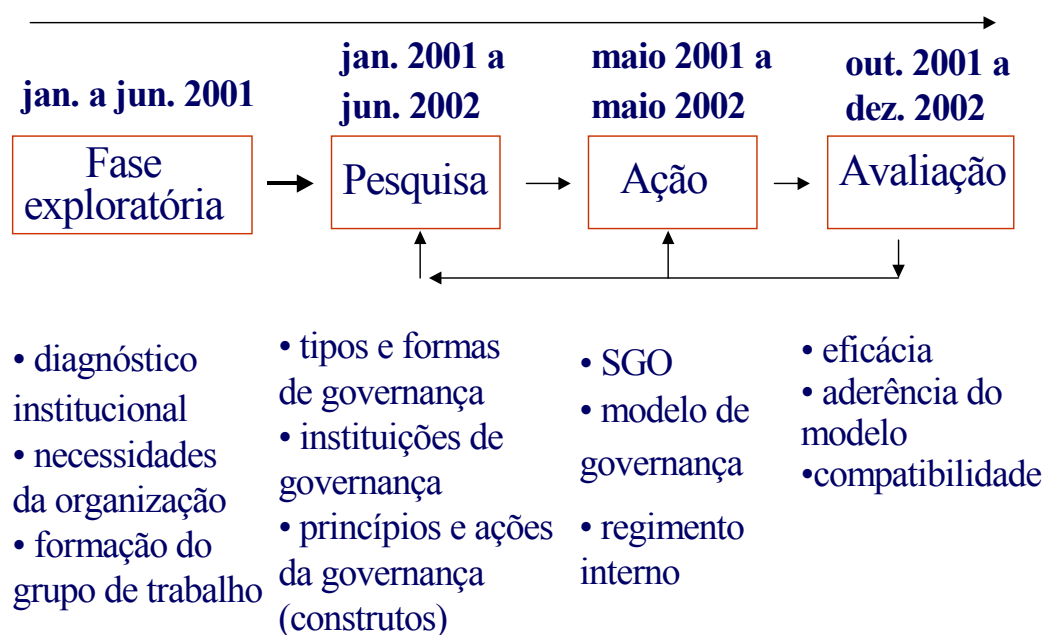 jan. a jun. 2001
jan. 2001 a
jun. 2002
maio 2001 a
maio 2002
out. 2001 a
dez. 2002
Fase
exploratória
Pesquisa
Ação
Avaliação
• diagnóstico
institucional
• necessidades
da organização
• formação do
grupo de trabalho
• tipos e formas
de governança
• instituições de
governança
• princípios e ações
da governança
(construtos)
• SGO
• modelo de
governança
• regimento
interno
• eficácia
• aderência do
modelo
•compatibilidade